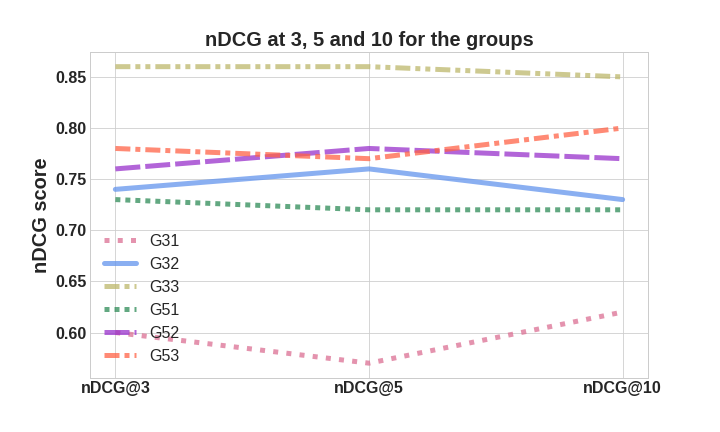 nDCG at 3, 5 and 10 for the groups
nDCG score
0.85
0.80
0.75
0.70
0.65
0.60
G31
G32
G33
G51
G52
G53
nDCG@3
nDCG@5
nDCG@10